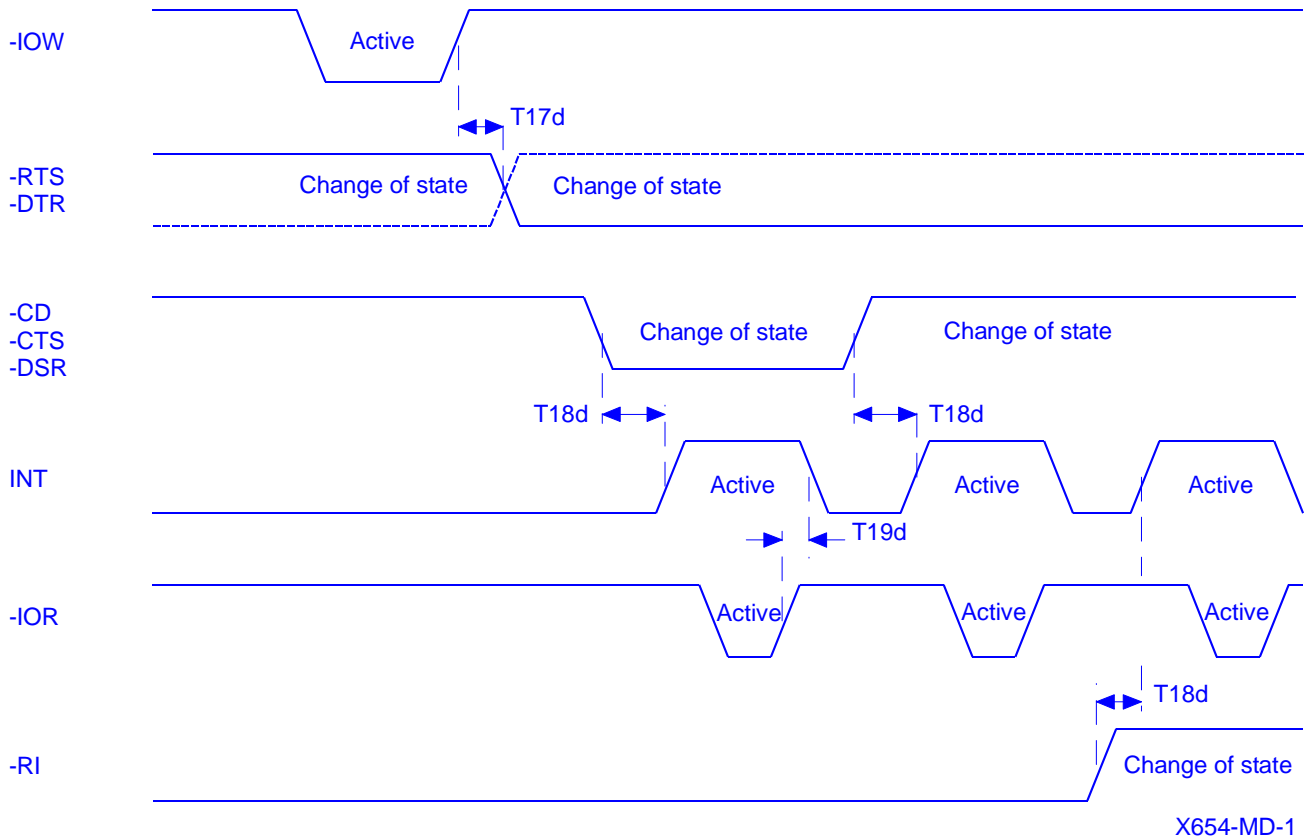 -IOW
Active
T17d
-RTS
-DTR
Change of state
Change of state
-CD
-CTS
-DSR
Change of state
Change of state
T18d
T18d
INT
Active
Active
Active
T19d
-IOR
Active
Active
Active
T18d
-RI
Change of state
X654-MD-1